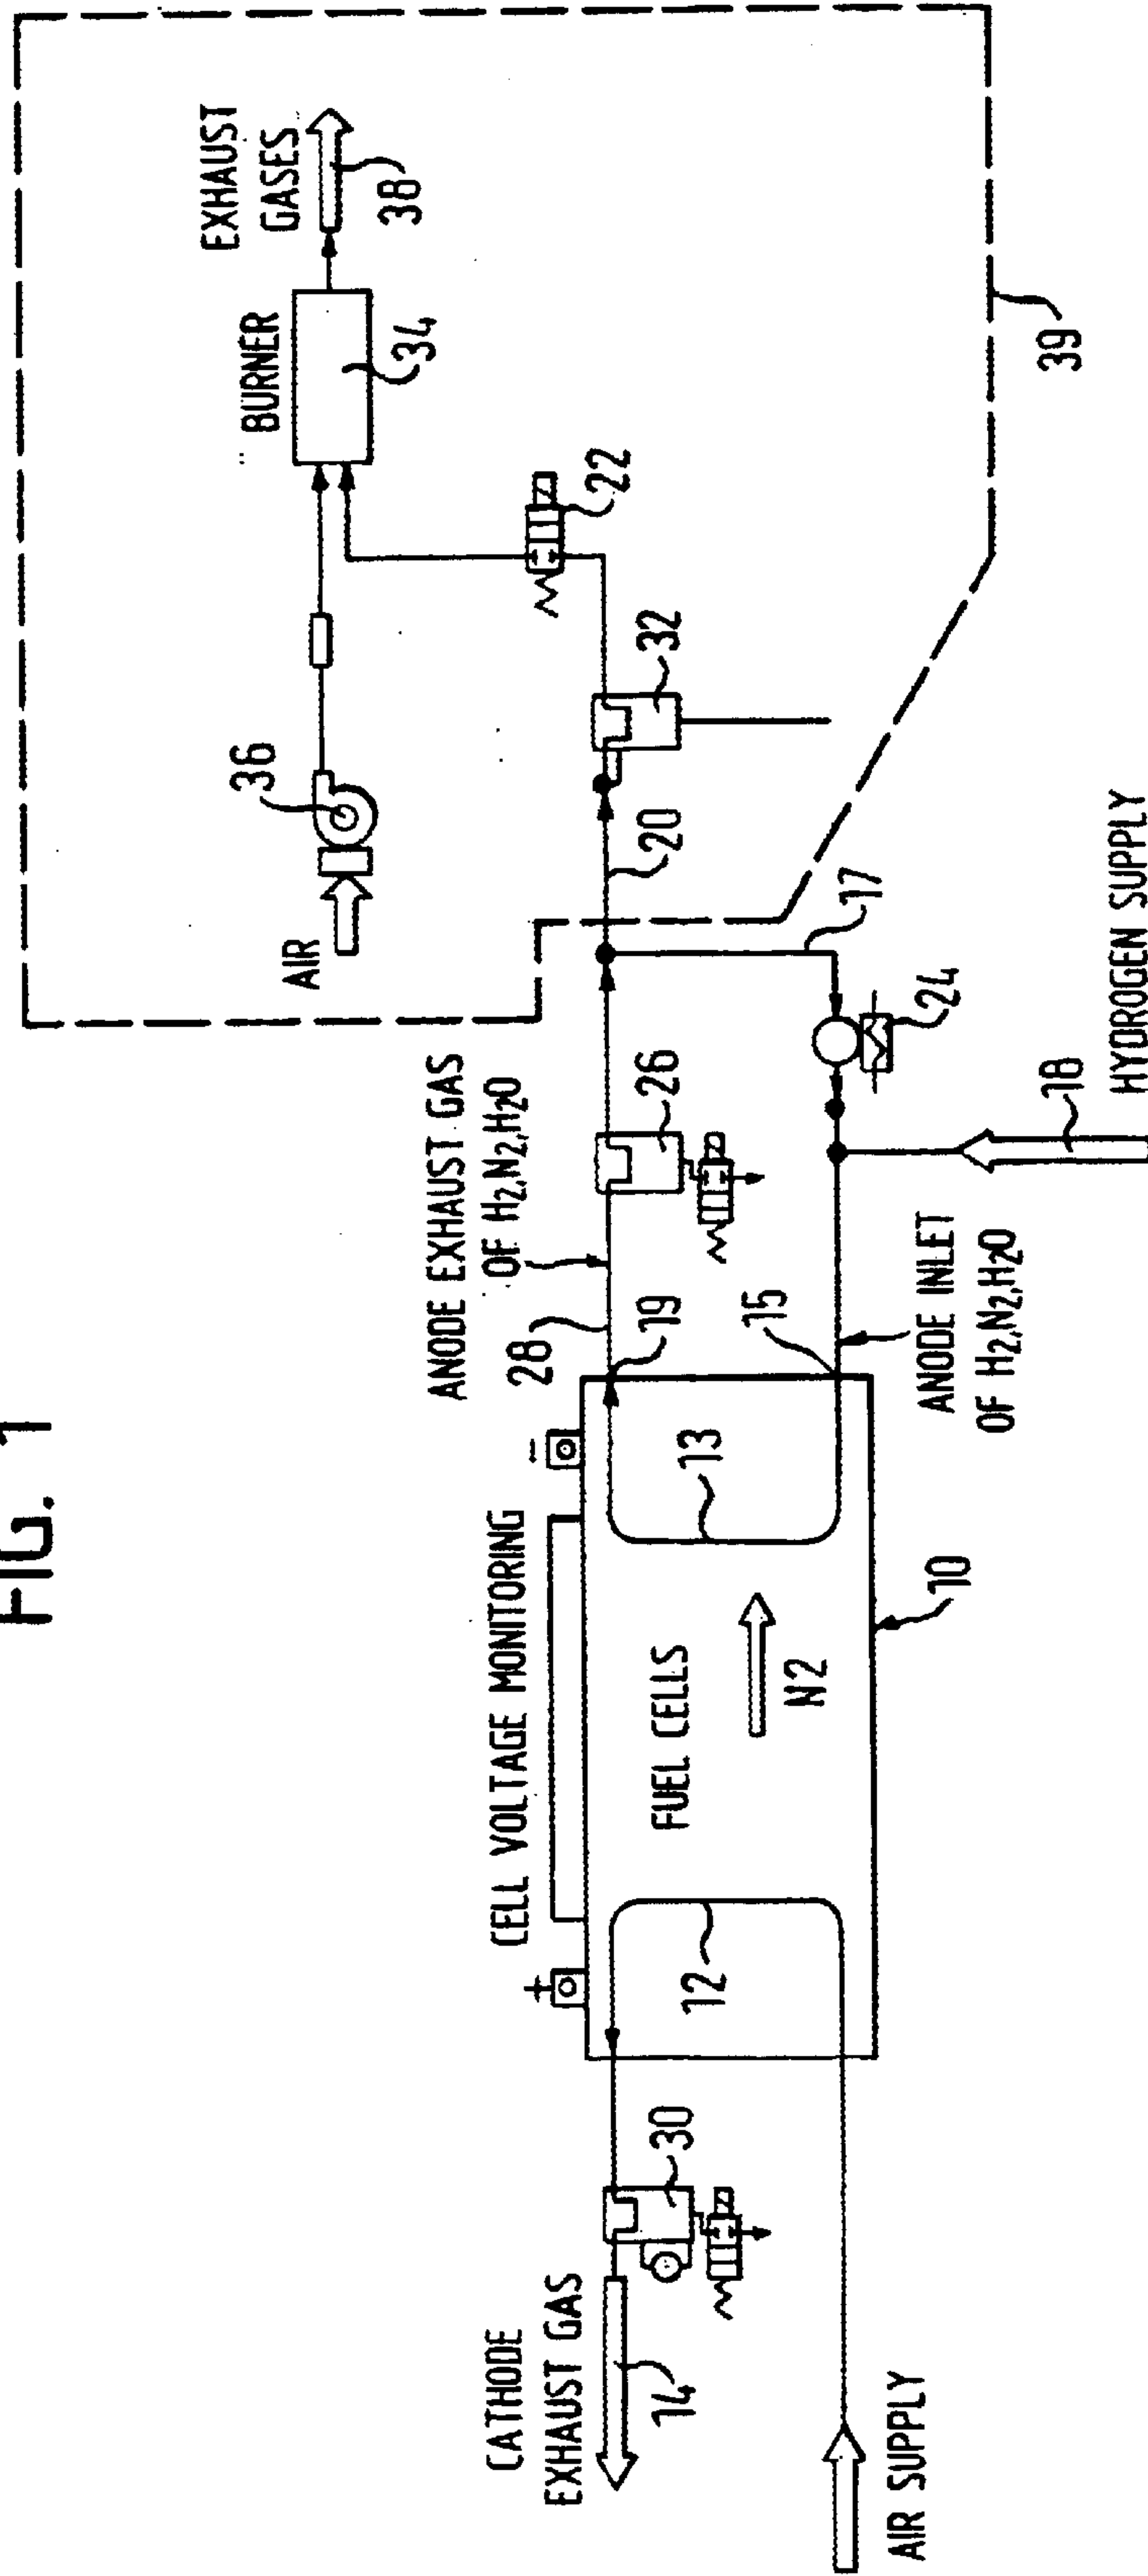 FIG. 1
CATHODE
EXHAUST GAS
14
AIR SUPPLY
30
CELL VOLTAGE MONITORING
+
-
12
FUEL CELLS
N2
13
10
ANODE EXHAUST GAS
OF H2,N2,H2O
28
19
15
ANODE INLET
OF H2,N2,H2O
26
18
HYDROGEN SUPPLY
24
17
20
32
22
AIR
36
BURNER
34
EXHAUST
GASES
38
39